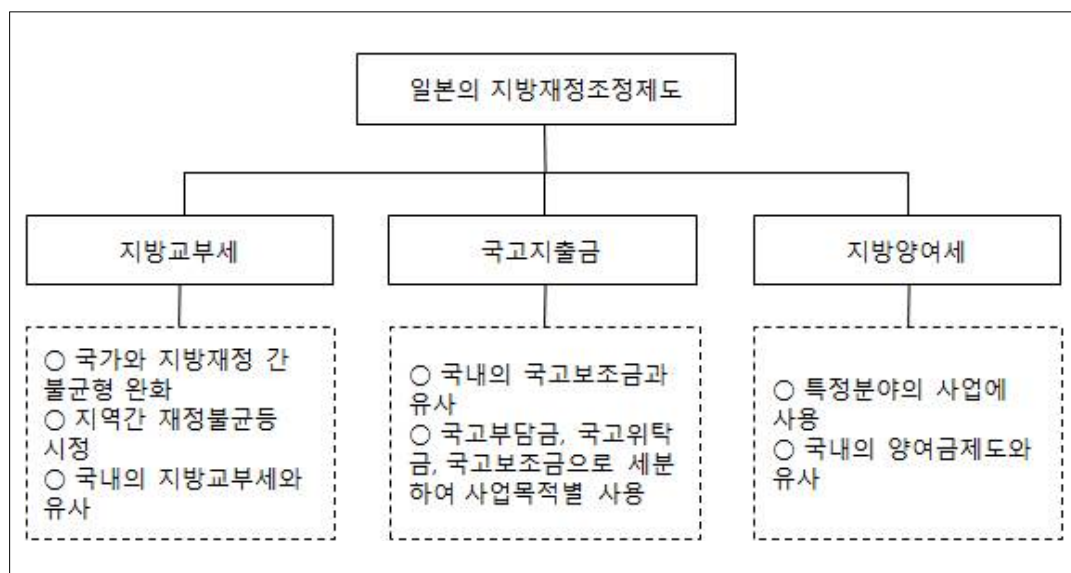 일본의 지방재정조정제도
지방교부세
국고지출금
지방양여세
○ 국가와 지방재정 간
불균형 완화
○ 지역간 재정불균등
시정
○ 국내의 지방교부세와
유사
○ 국내의 국고보조금과
유사
○ 국고부담금, 국고위탁
금, 국고보조금으로 세분
하여 사업목적별 사용
○ 특정분야의 사업에
사용
○ 국내의 양여금제도와
유사